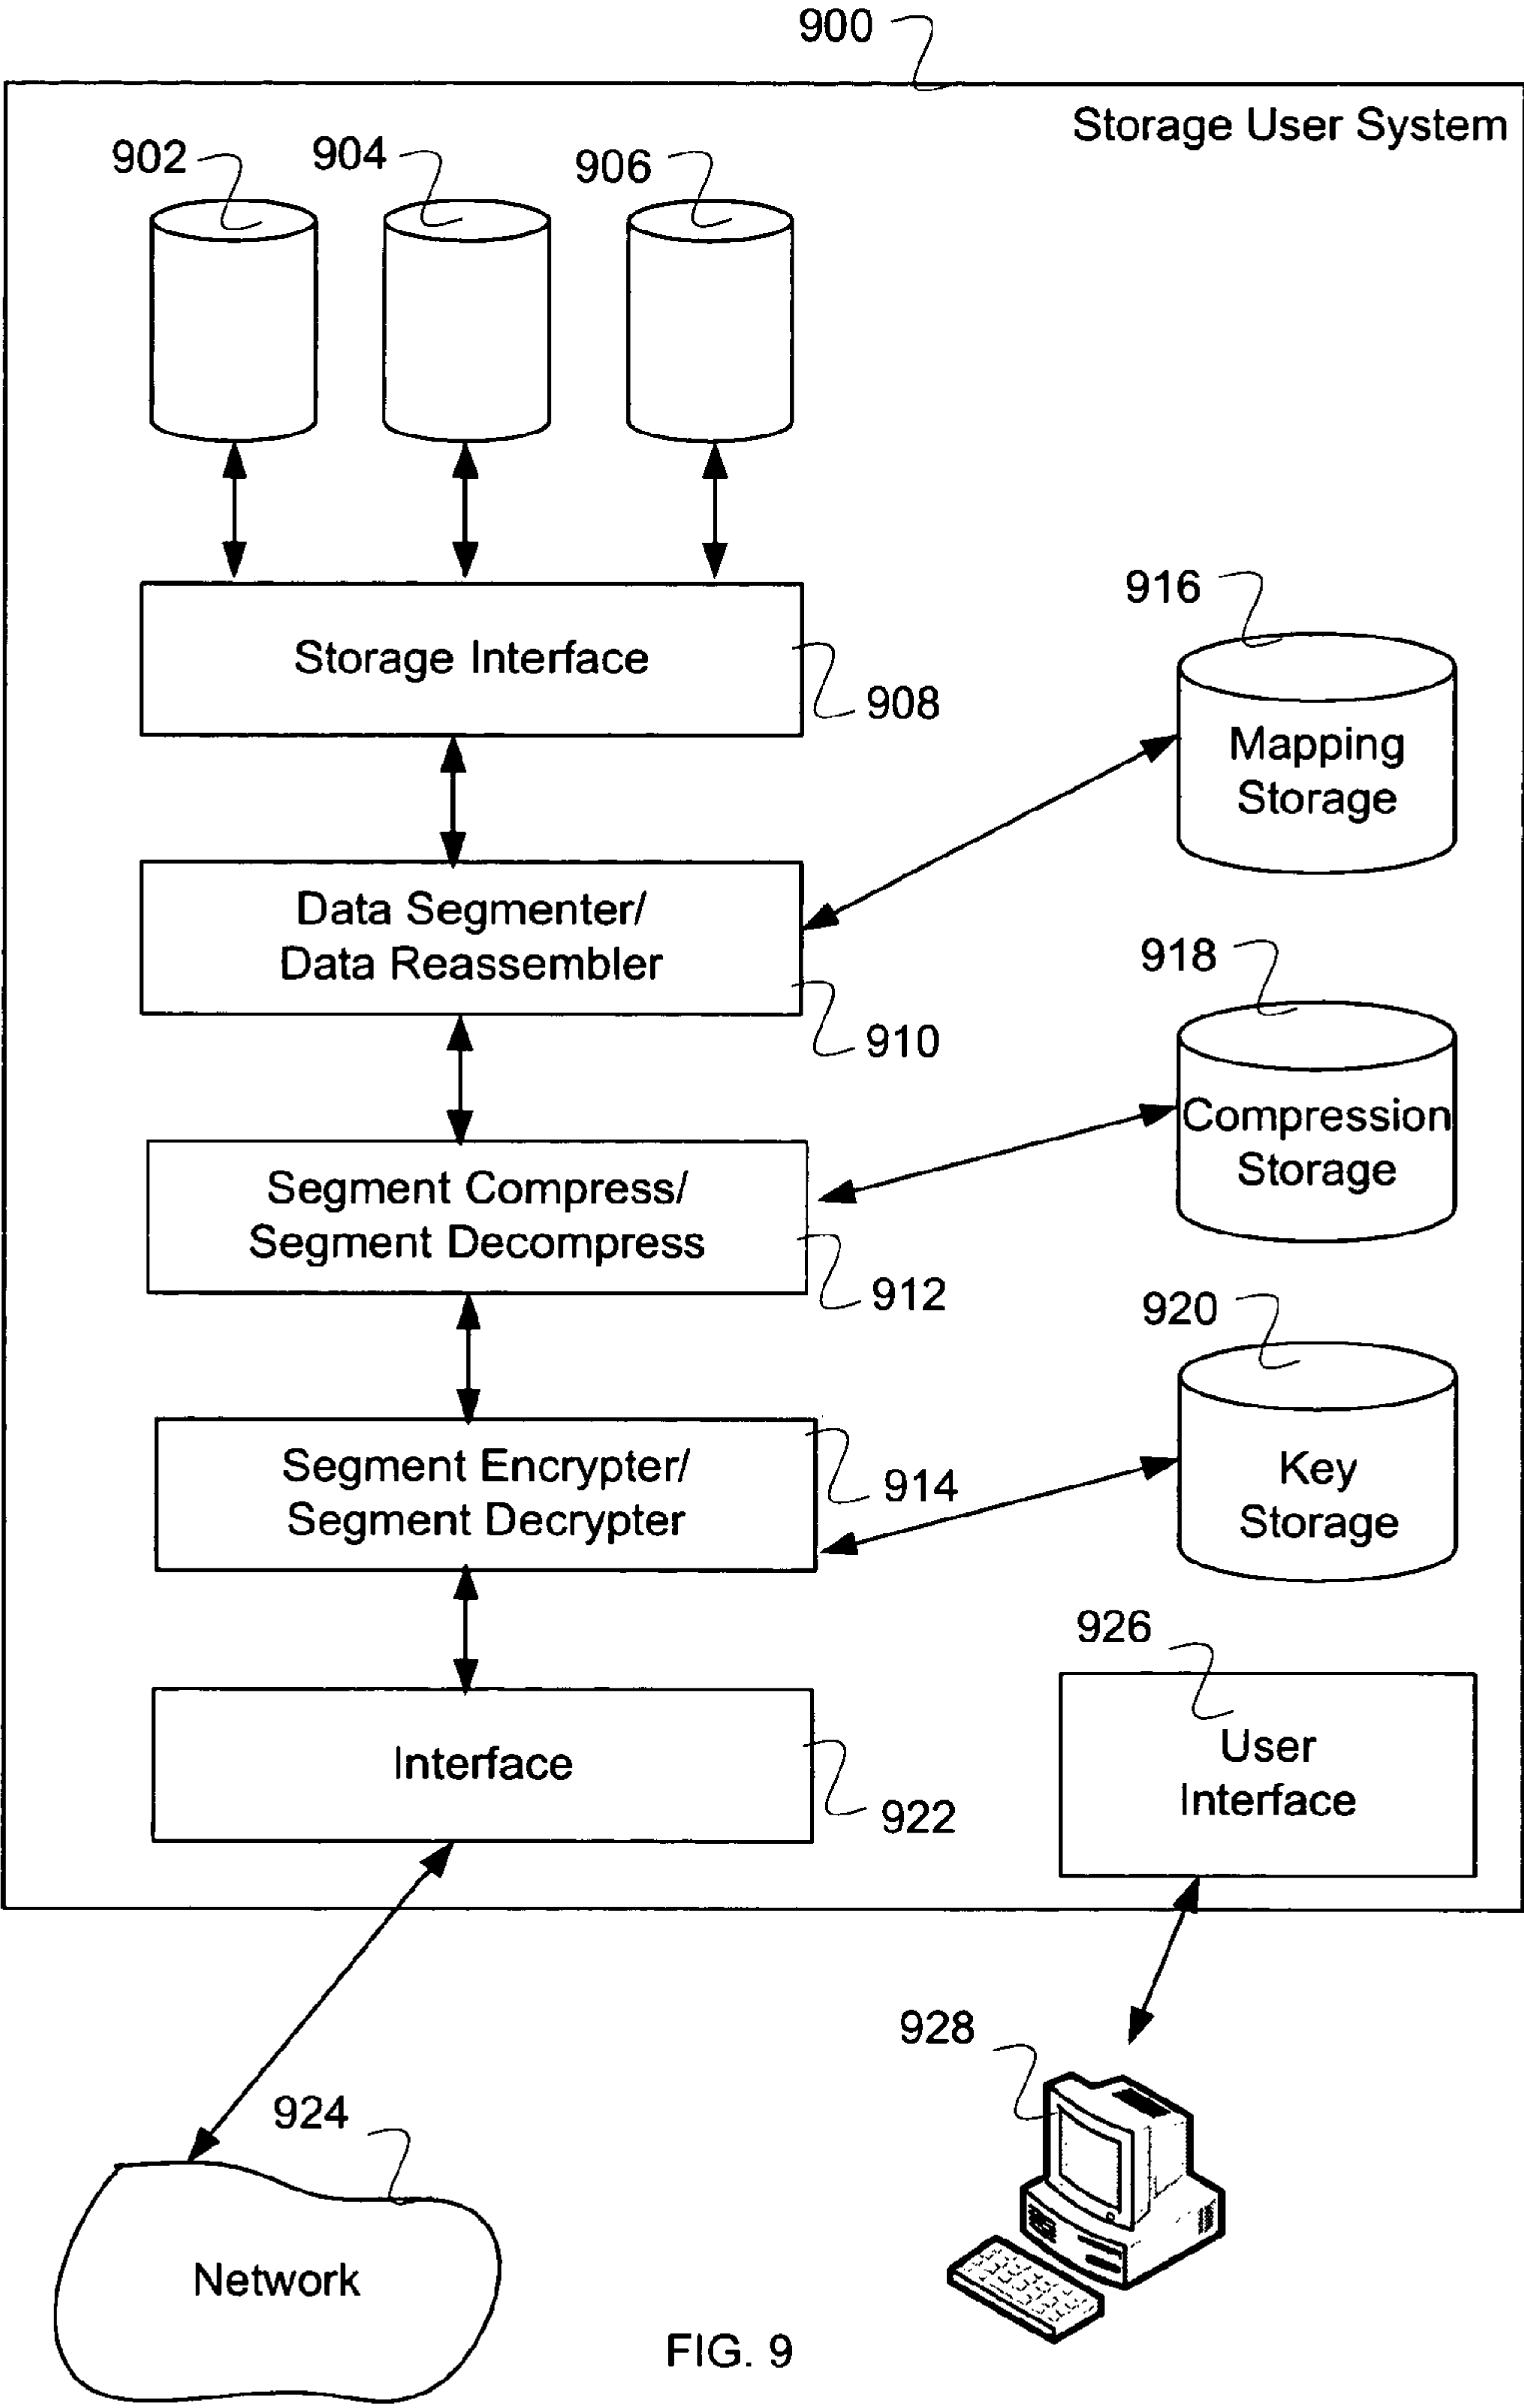 900
Storage User System
902
904
906
Storage Interface
908
916
Mapping
Storage
Data Segmenter/
Data Reassembler
910
918
Compression
Storage
Segment Compress/
Segment Decompress
912
920
Key
Storage
Segment Encrypter/
Segment Decrypter
914
926
User
Interface
Interface
922
928
924
Network
FIG. 9